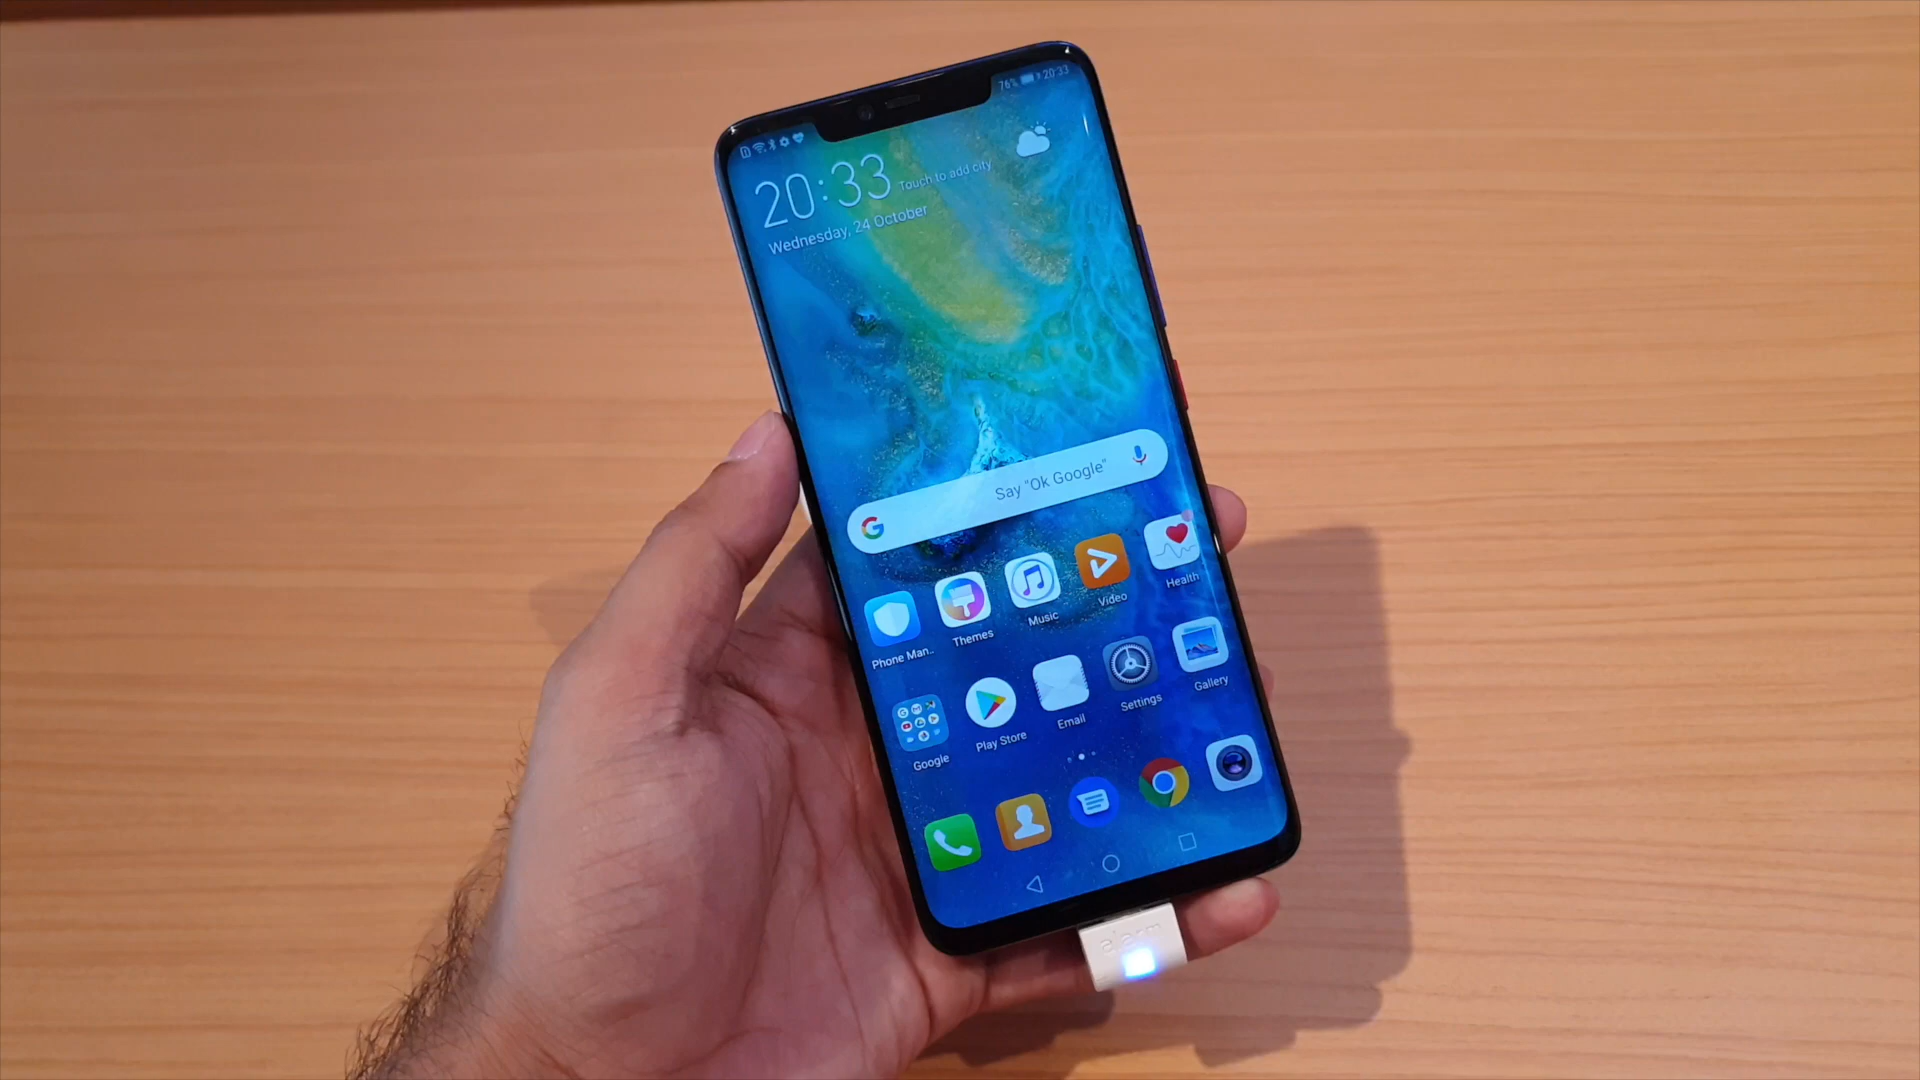 76% 20:33
20:33 Touch to add city
Wednesday, 24 October
Say "Ok Google"
Phone Man.. Themes Music Video Health
Google Play Store Email Settings Gallery
alarm